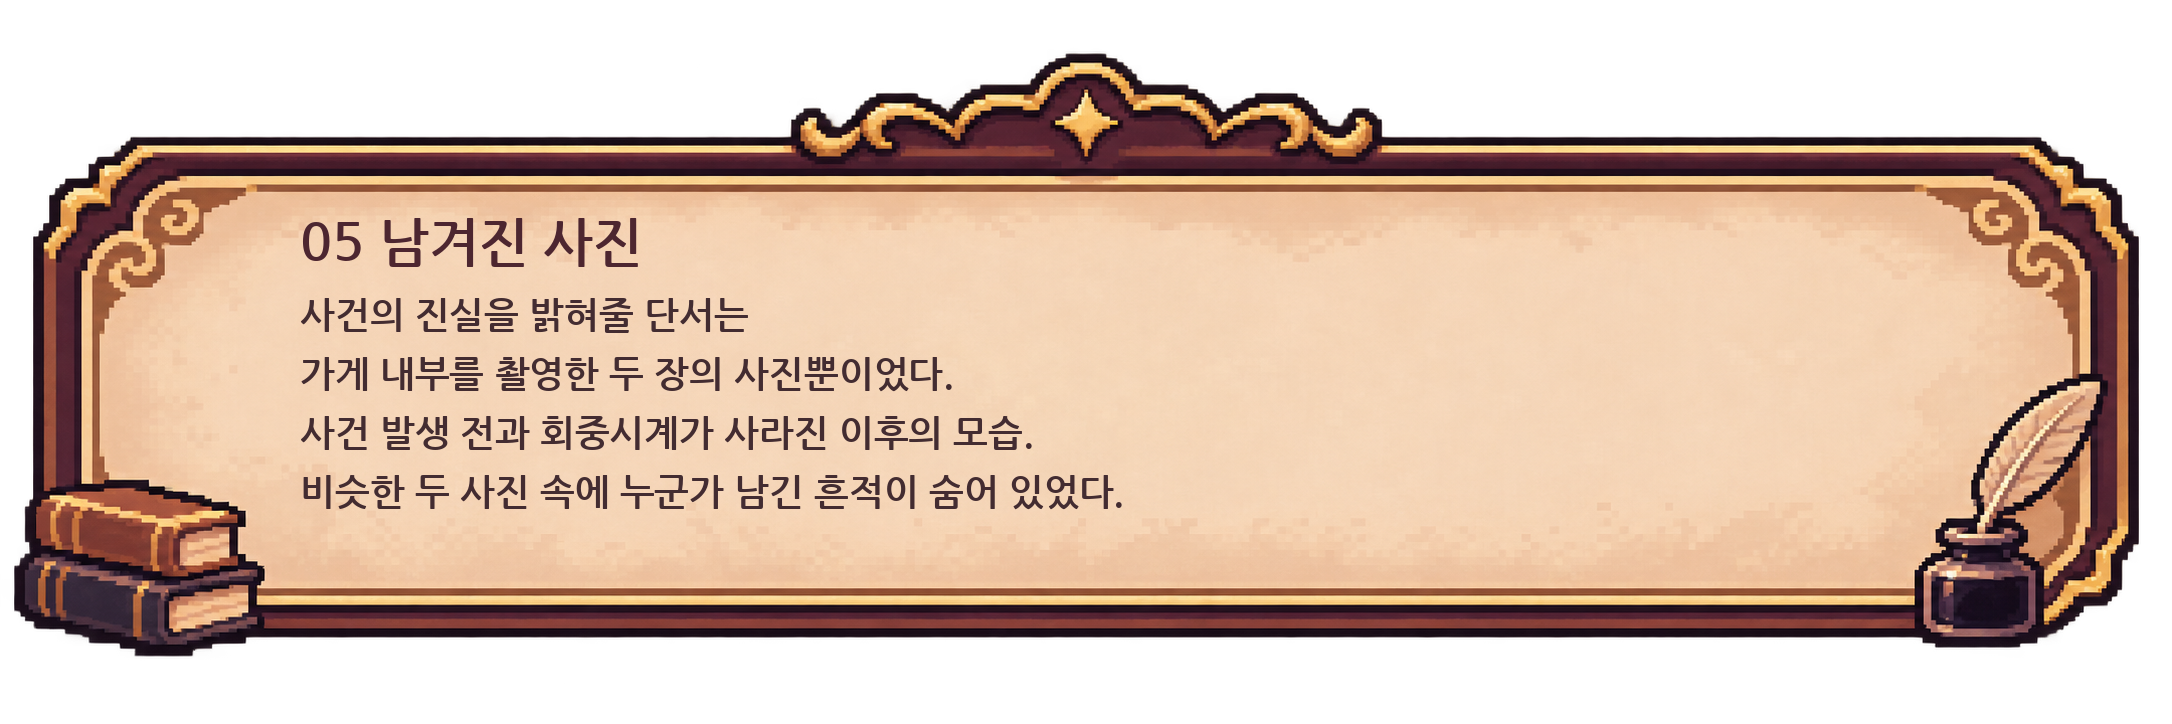 05 남겨진 사진
사건의 진실을 밝혀줄 단서는
가게 내부를 촬영한 두 장의 사진뿐이었다.
사건 발생 전과 회중시계가 사라진 이후의 모습.
비슷한 두 사진 속에 누군가 남긴 흔적이 숨어 있었다.